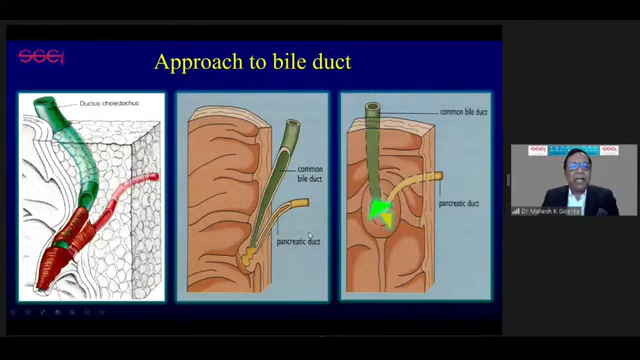 SGEI
Approach to bile duct
Ductus choledochus
common
bile duct
pancreatic duct
common bile duct
pancreatic duct
Dr. Mahesh K Goenka